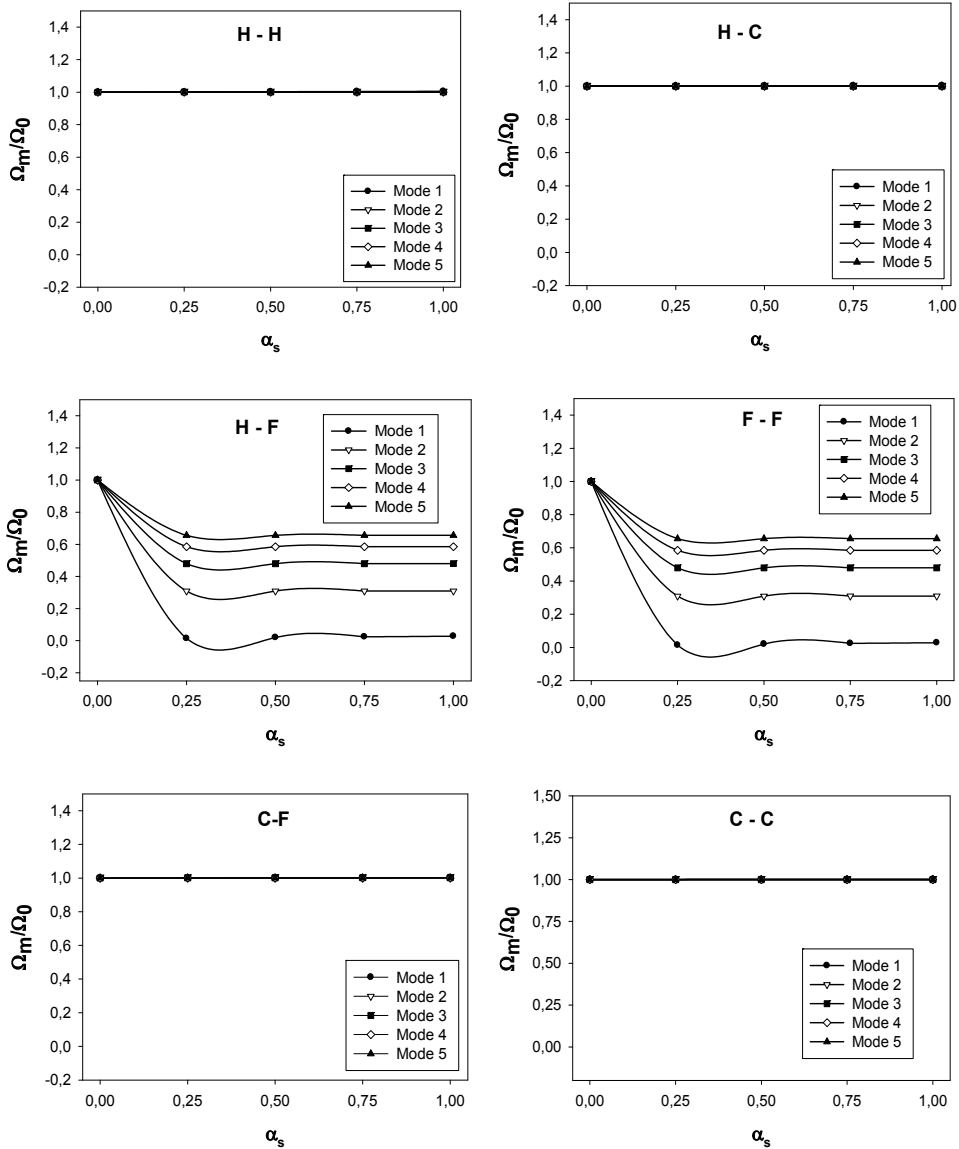 H - H
1,4
1,2
1,0
0,8
0,6
0,4
0,2
0,0
-0,2
Ωm/Ω0
Mode 1
Mode 2
Mode 3
Mode 4
Mode 5
0,00 0,25 0,50 0,75 1,00
αs
H - C
1,4
1,2
1,0
0,8
0,6
0,4
0,2
0,0
-0,2
Ωm/Ω0
Mode 1
Mode 2
Mode 3
Mode 4
Mode 5
0,00 0,25 0,50 0,75 1,00
αs
H - F
1,4
1,2
1,0
0,8
0,6
0,4
0,2
0,0
-0,2
Ωm/Ω0
Mode 1
Mode 2
Mode 3
Mode 4
Mode 5
0,00 0,25 0,50 0,75 1,00
αs
F - F
1,4
1,2
1,0
0,8
0,6
0,4
0,2
0,0
-0,2
Ωm/Ω0
Mode 1
Mode 2
Mode 3
Mode 4
Mode 5
0,00 0,25 0,50 0,75 1,00
αs
C-F
1,4
1,2
1,0
0,8
0,6
0,4
0,2
0,0
-0,2
Ωm/Ω0
Mode 1
Mode 2
Mode 3
Mode 4
Mode 5
0,00 0,25 0,50 0,75 1,00
αs
C - C
1,50
1,25
1,00
0,75
0,50
0,25
0,00
Ωm/Ω0
Mode 1
Mode 2
Mode 3
Mode 4
Mode 5
0,00 0,25 0,50 0,75 1,00
αs